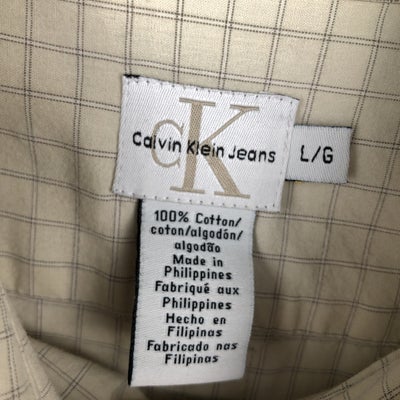 CK
Calvin Klein Jeans
L/G
100% Cotton/
coton/algodón/
algodão
Made in
Philippines
Fabriqué aux
Philippines
Hecho en
Filipinas
Fabricado nas
Filipinas